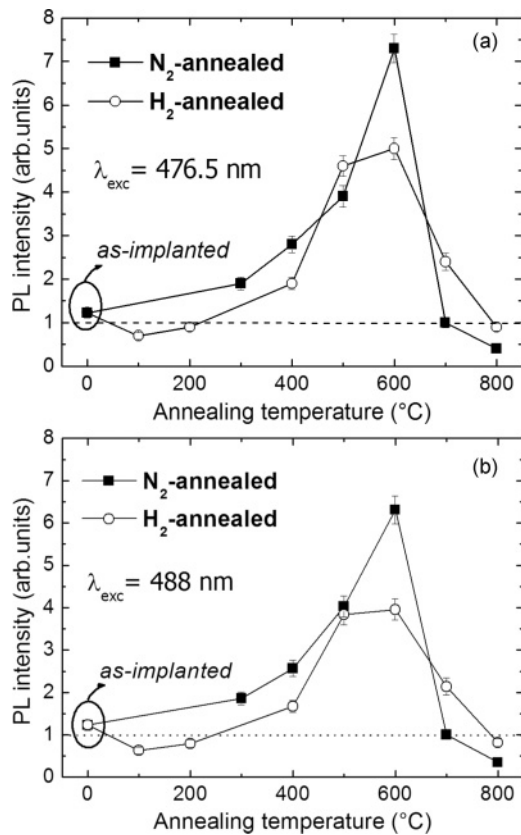 8
(a)
7
N₂-annealed
6
H₂-annealed
5
λexc= 476.5 nm
4
3
as-implanted
2
1
0
PL intensity (arb.units)
0 200 400 600 800
Annealing temperature (°C)
8
(b)
7
N₂-annealed
6
H₂-annealed
5
λexc= 488 nm
4
3
as-implanted
2
1
0
PL intensity (arb.units)
0 200 400 600 800
Annealing temperature (°C)